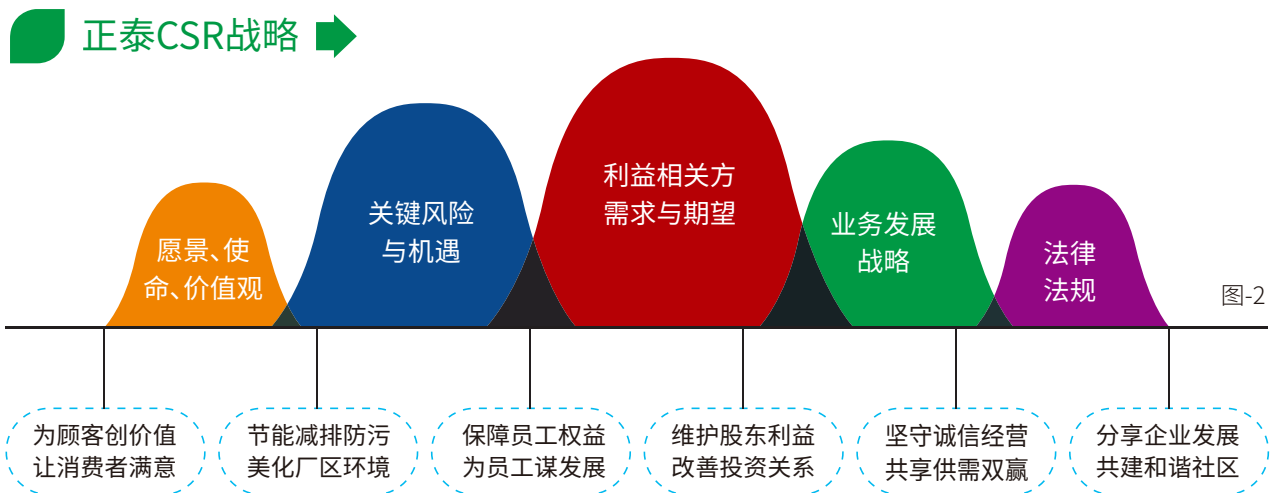 正泰CSR战略
愿景、使
命、价值观
关键风险
与机遇
利益相关方
需求与期望
业务发展
战略
法律
法规
图-2
为顾客创价值
让消费者满意
节能减排防污
美化厂区环境
保障员工权益
为员工谋发展
维护股东利益
改善投资关系
坚守诚信经营
共享供需双赢
分享企业发展
共建和谐社区